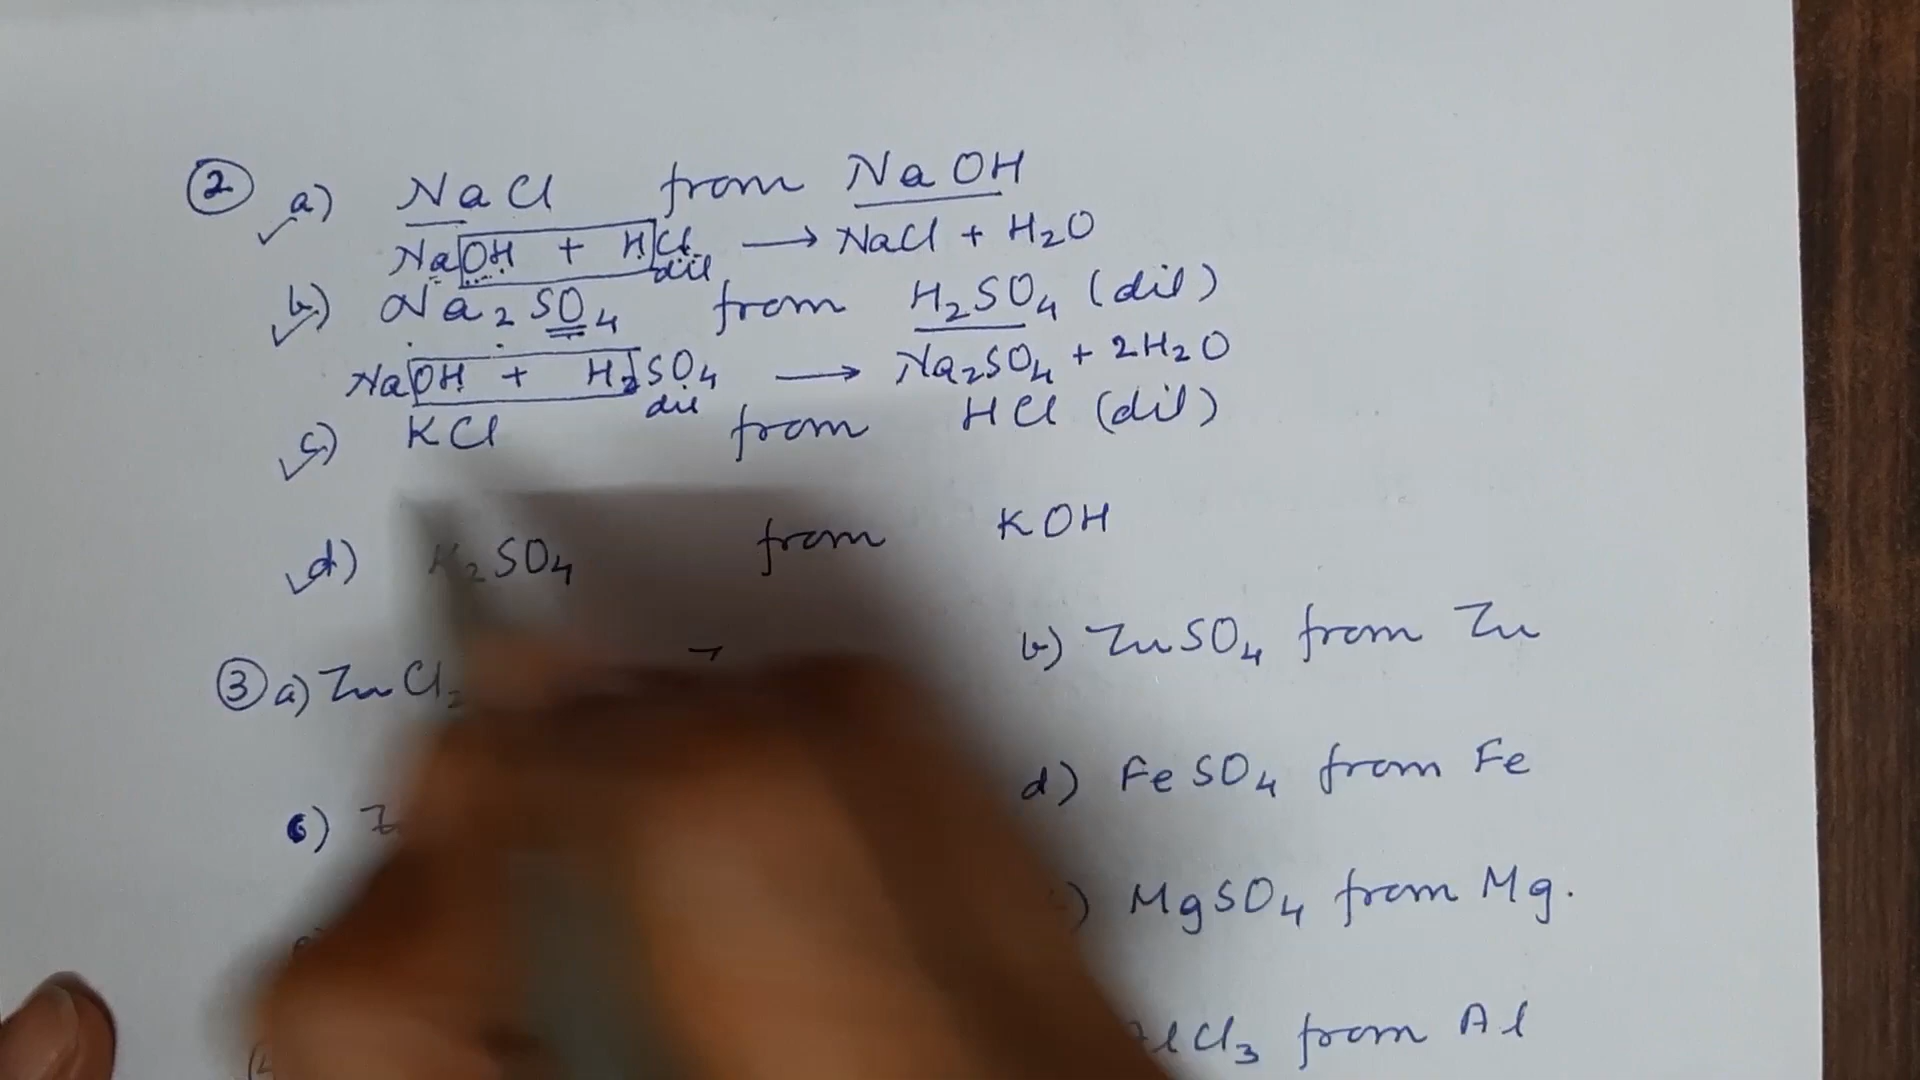 ② a) NaCl from NaOH
NaOH + HCl dil → NaCl + H₂O
b) Na₂SO₄ from H₂SO₄ (dil)
NaOH + H₂SO₄ dil → Na₂SO₄ + 2H₂O
c) KCl from HCl (dil)
d) K₂SO₄ from KOH
③ a) ZnCl₂ b) ZnSO₄ from Zn
c) d) FeSO₄ from Fe
) MgSO₄ from Mg.
AlCl₃ from Al